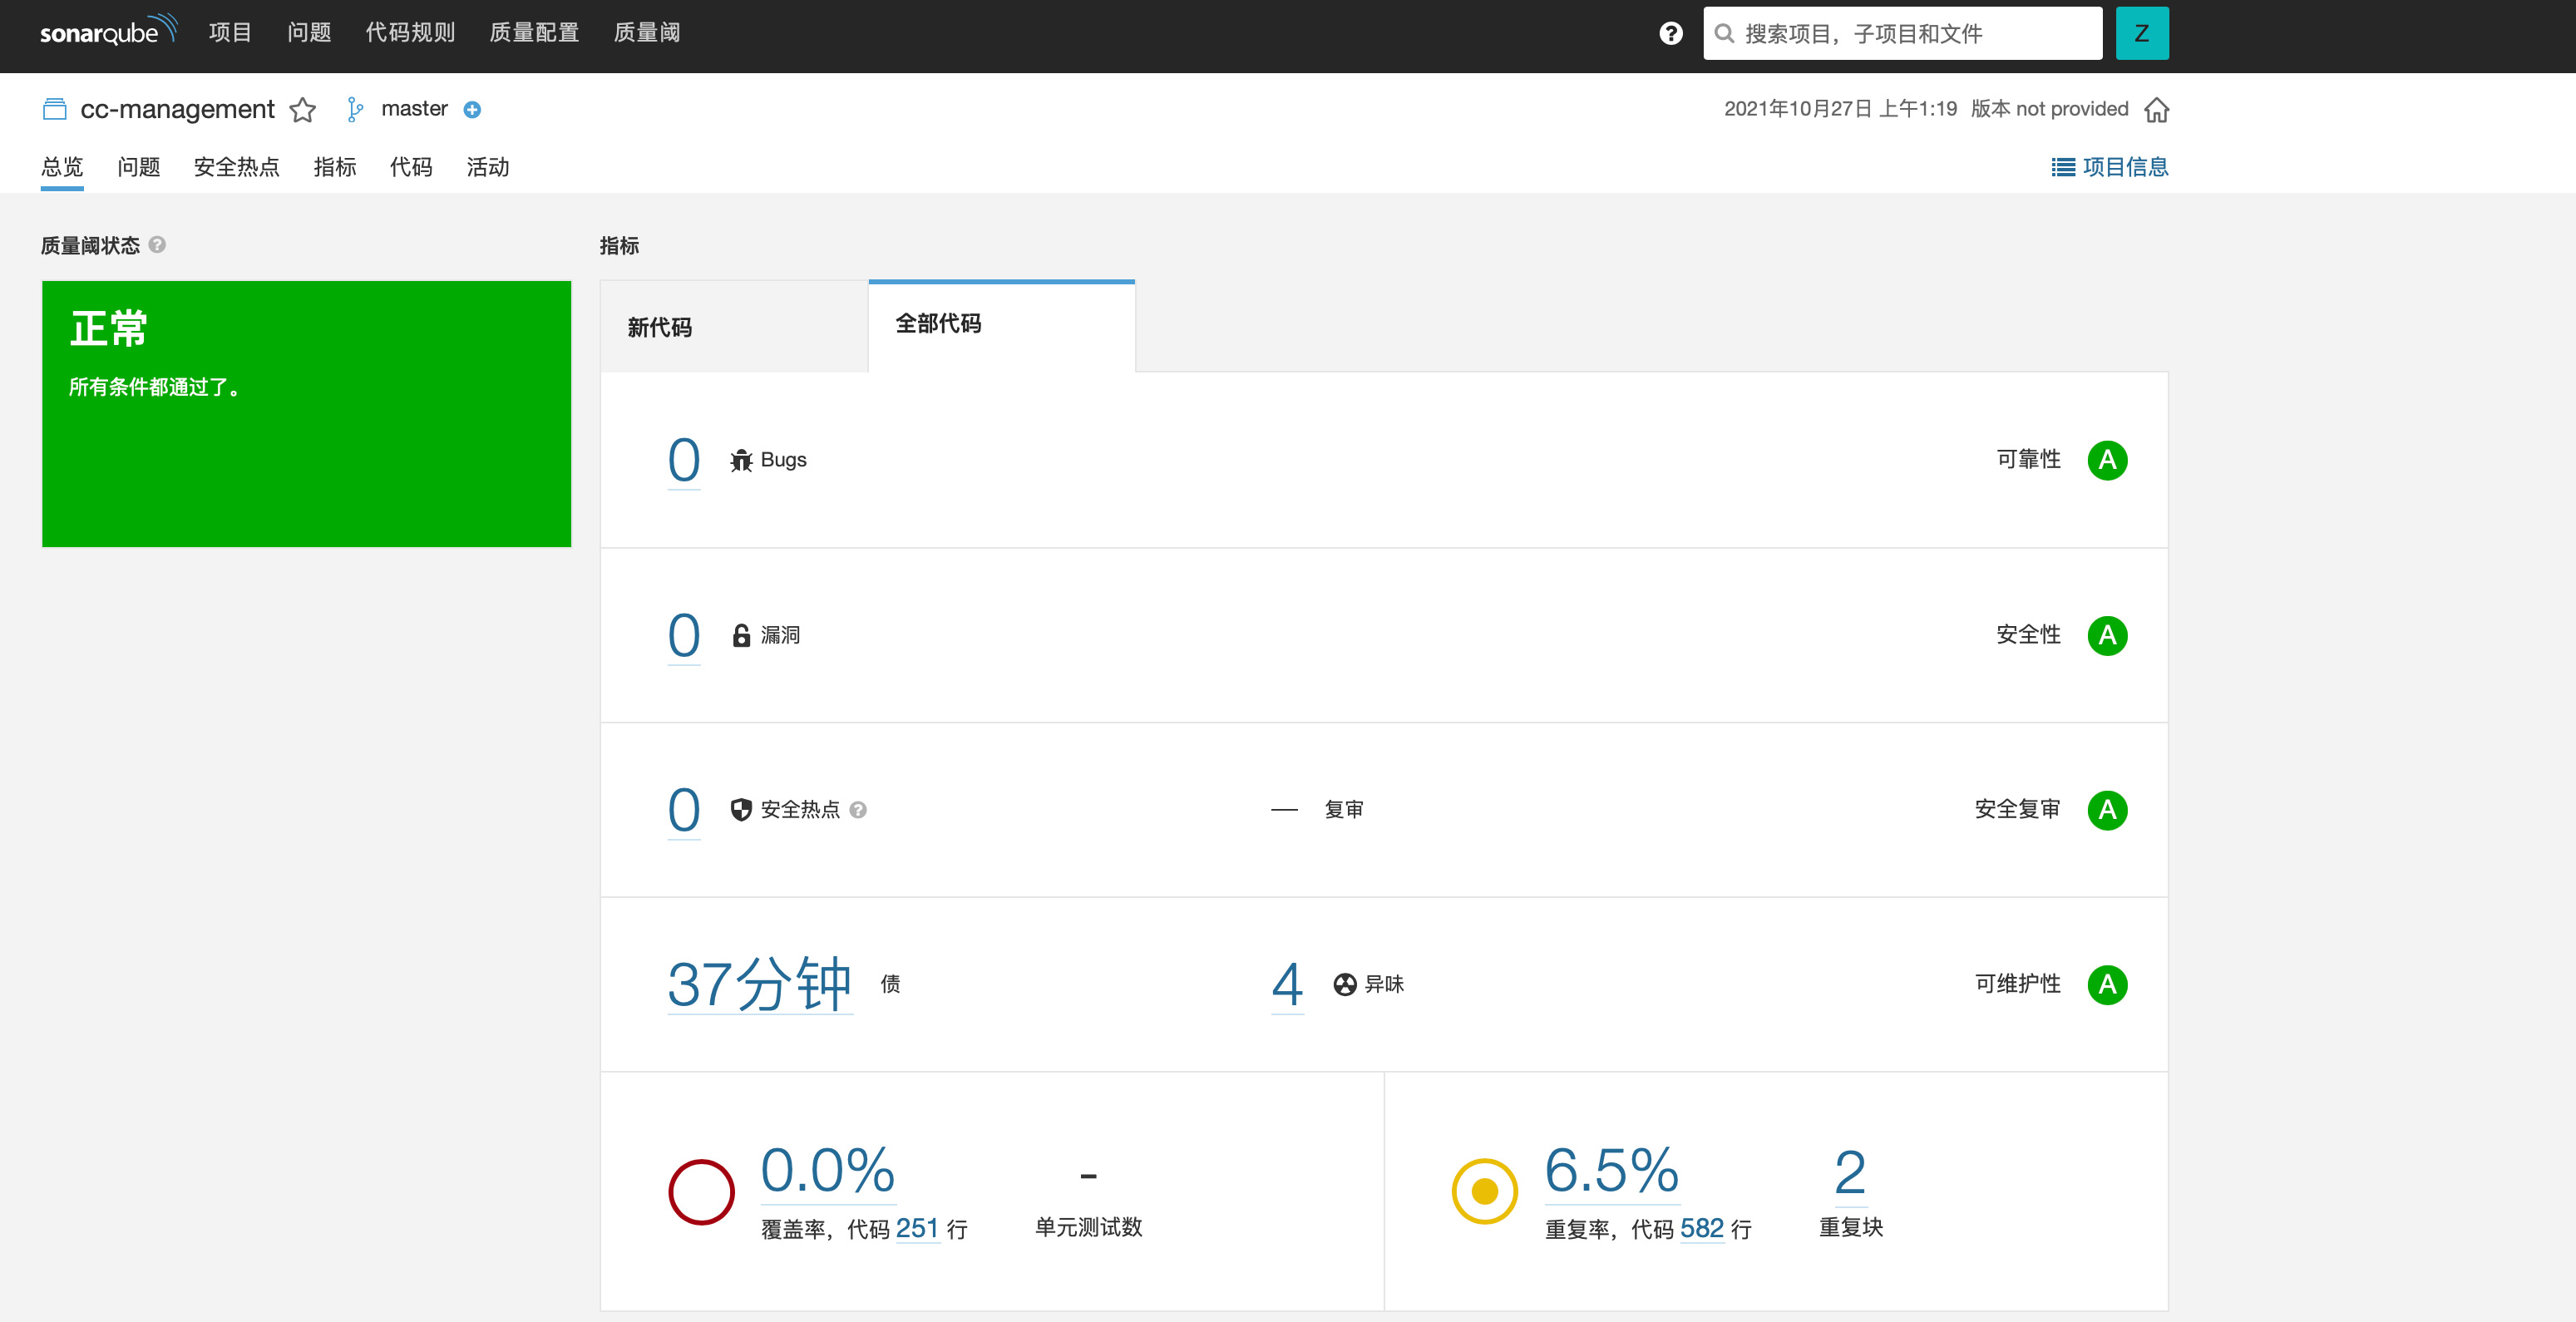 sonarqube 项目 问题 代码规则 质量配置 质量阈 ? 搜索项目，子项目和文件 Z
cc-management master 2021年10月27日 上午1:19 版本 not provided
总览 问题 安全热点 指标 代码 活动 项目信息
质量阈状态 ? 指标
正常
所有条件都通过了。
新代码 全部代码
0 Bugs 可靠性 A
0 漏洞 安全性 A
0 安全热点 ? — 复审 安全复审 A
37分钟 债 4 异味 可维护性 A
0.0% - 6.5% 2
覆盖率，代码 251 行 单元测试数 重复率，代码 582 行 重复块